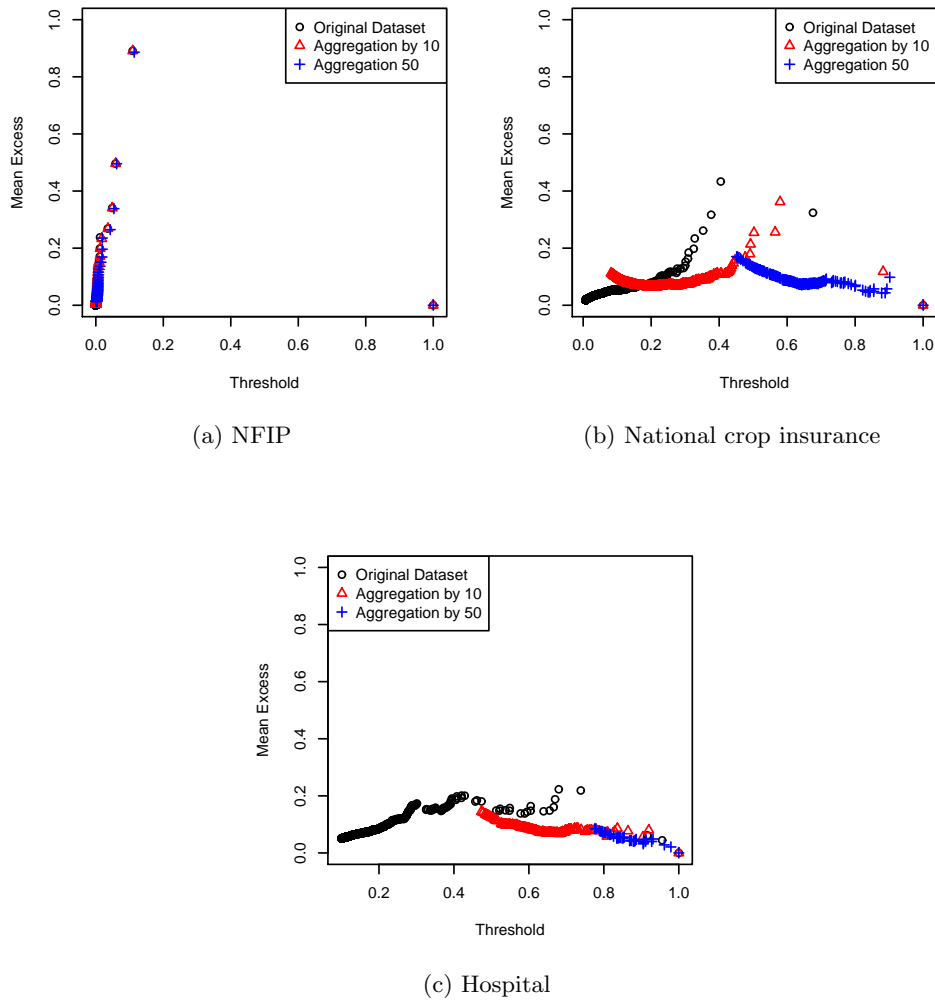 1.0
0.8
0.6
0.4
0.2
0.0
Mean Excess
Original Dataset
Aggregation by 10
Aggregation 50
0.0 0.2 0.4 0.6 0.8 1.0
Threshold
(a) NFIP
1.0
0.8
0.6
0.4
0.2
0.0
Mean Excess
Original Dataset
Aggregation by 10
Aggregation 50
0.0 0.2 0.4 0.6 0.8 1.0
Threshold
(b) National crop insurance
1.0
0.8
0.6
0.4
0.2
0.0
Mean Excess
Original Dataset
Aggregation by 10
Aggregation by 50
0.2 0.4 0.6 0.8 1.0
Threshold
(c) Hospital